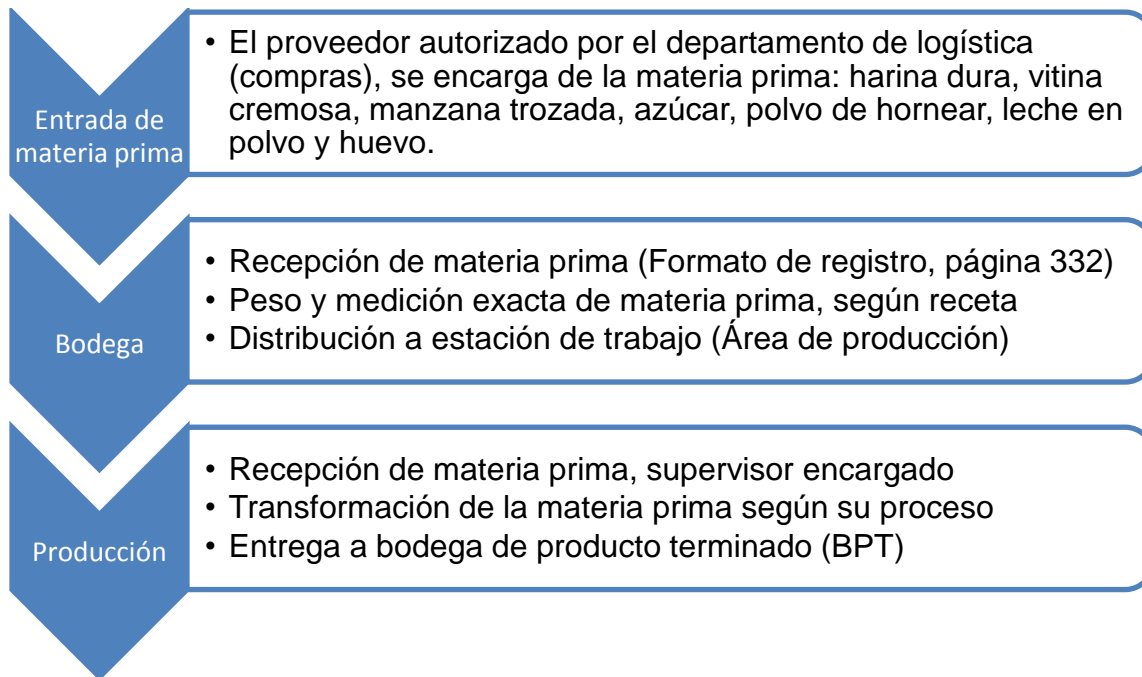 Entrada de
materia prima
• El proveedor autorizado por el departamento de logística
(compras), se encarga de la materia prima: harina dura, vitina
cremosa, manzana trozada, azúcar, polvo de hornear, leche en
polvo y huevo.
Bodega
• Recepción de materia prima (Formato de registro, página 332)
• Peso y medición exacta de materia prima, según receta
• Distribución a estación de trabajo (Área de producción)
Producción
• Recepción de materia prima, supervisor encargado
• Transformación de la materia prima según su proceso
• Entrega a bodega de producto terminado (BPT)